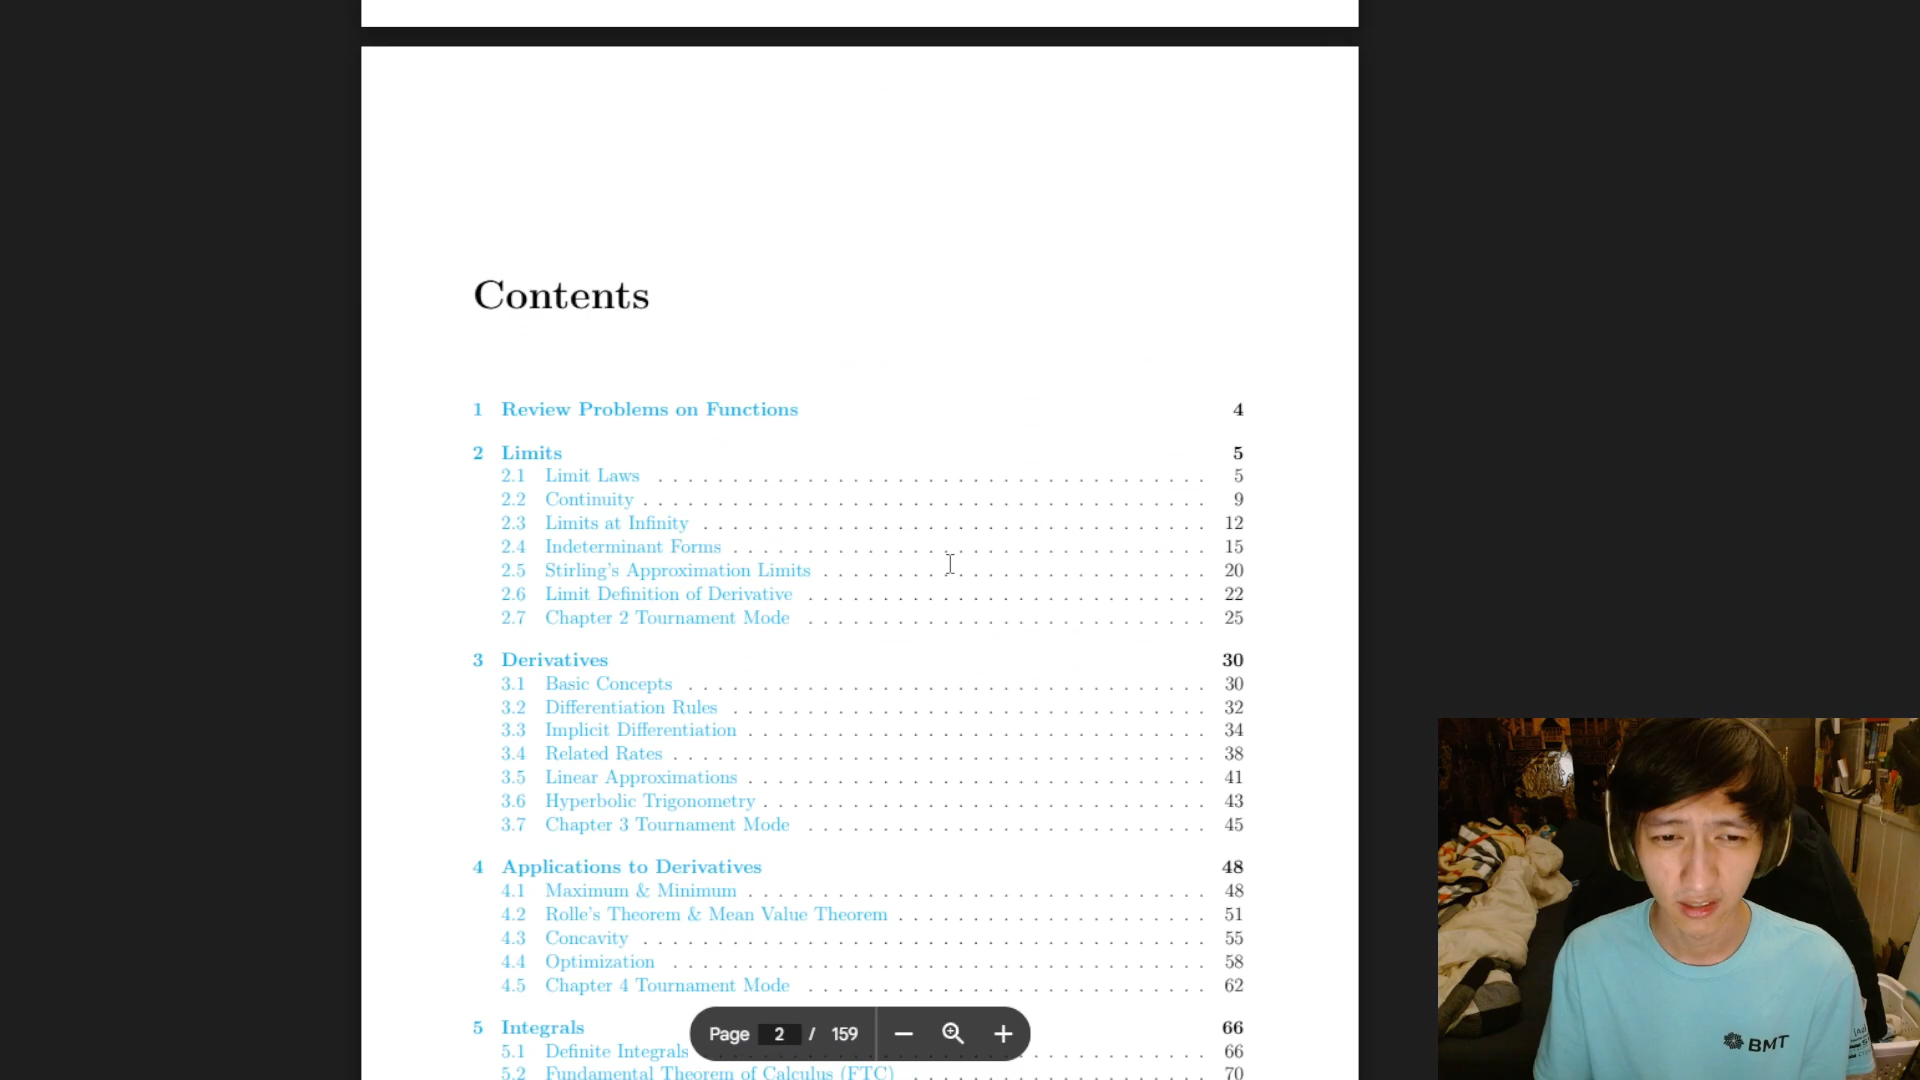 Contents
1 Review Problems on Functions 4
2 Limits 5
2.1 Limit Laws . . . . . . . . . . . . . . . . . . . . . . . . . . . . . . . . . . . . . 5
2.2 Continuity . . . . . . . . . . . . . . . . . . . . . . . . . . . . . . . . . . . . . . 9
2.3 Limits at Infinity . . . . . . . . . . . . . . . . . . . . . . . . . . . . . . . . . . 12
2.4 Indeterminant Forms . . . . . . . . . . . . . . . . . . . . . . . . . . . . . . . . 15
2.5 Stirling's Approximation Limits . . . . . . . . . . . . . . . . . . . . . . . . . . 20
2.6 Limit Definition of Derivative . . . . . . . . . . . . . . . . . . . . . . . . . . . 22
2.7 Chapter 2 Tournament Mode . . . . . . . . . . . . . . . . . . . . . . . . . . . 25
3 Derivatives 30
3.1 Basic Concepts . . . . . . . . . . . . . . . . . . . . . . . . . . . . . . . . . . . 30
3.2 Differentiation Rules . . . . . . . . . . . . . . . . . . . . . . . . . . . . . . . . 32
3.3 Implicit Differentiation . . . . . . . . . . . . . . . . . . . . . . . . . . . . . . . 34
3.4 Related Rates . . . . . . . . . . . . . . . . . . . . . . . . . . . . . . . . . . . . 38
3.5 Linear Approximations . . . . . . . . . . . . . . . . . . . . . . . . . . . . . . . 41
3.6 Hyperbolic Trigonometry . . . . . . . . . . . . . . . . . . . . . . . . . . . . . . 43
3.7 Chapter 3 Tournament Mode . . . . . . . . . . . . . . . . . . . . . . . . . . . 45
4 Applications to Derivatives 48
4.1 Maximum & Minimum . . . . . . . . . . . . . . . . . . . . . . . . . . . . . . . 48
4.2 Rolle's Theorem & Mean Value Theorem . . . . . . . . . . . . . . . . . . . . . 51
4.3 Concavity . . . . . . . . . . . . . . . . . . . . . . . . . . . . . . . . . . . . . . 55
4.4 Optimization . . . . . . . . . . . . . . . . . . . . . . . . . . . . . . . . . . . . 58
4.5 Chapter 4 Tournament Mode . . . . . . . . . . . . . . . . . . . . . . . . . . . 62
5 Integrals 66
5.1 Definite Integrals . . . . . . . . . . . . 66
5.2 Fundamental Theorem of Calculus (FTC) . . . . . . . . . . . . . . . . . . . . . 70
Page 2 / 159
BMT